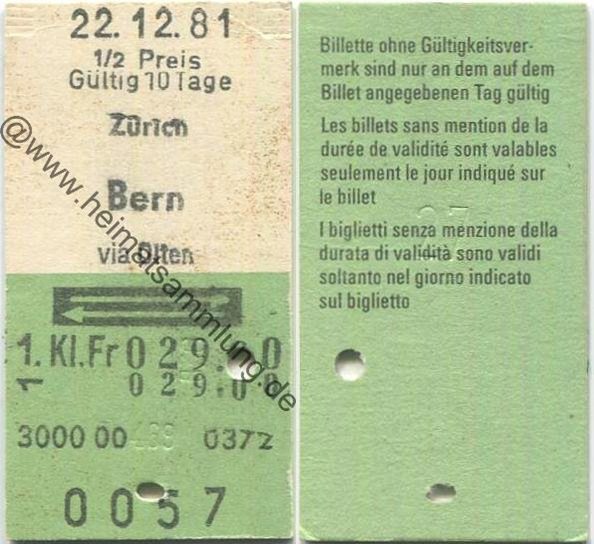 22.12.81
1/2 Preis
Gültig 10 Tage
Zürich
Bern
via Olten
1. Kl. Fr 029.00
1 029.00
3000 00 0372
0057
@www.heimatsammlung.de
Billette ohne Gültigkeitsver-
merk sind nur an dem auf dem
Billet angegebenen Tag gültig
Les billets sans mention de la
durée de validité sont valables
seulement le jour indiqué sur
le billet
I biglietti senza menzione della
durata di validità sono validi
soltanto nel giorno indicato
sul biglietto